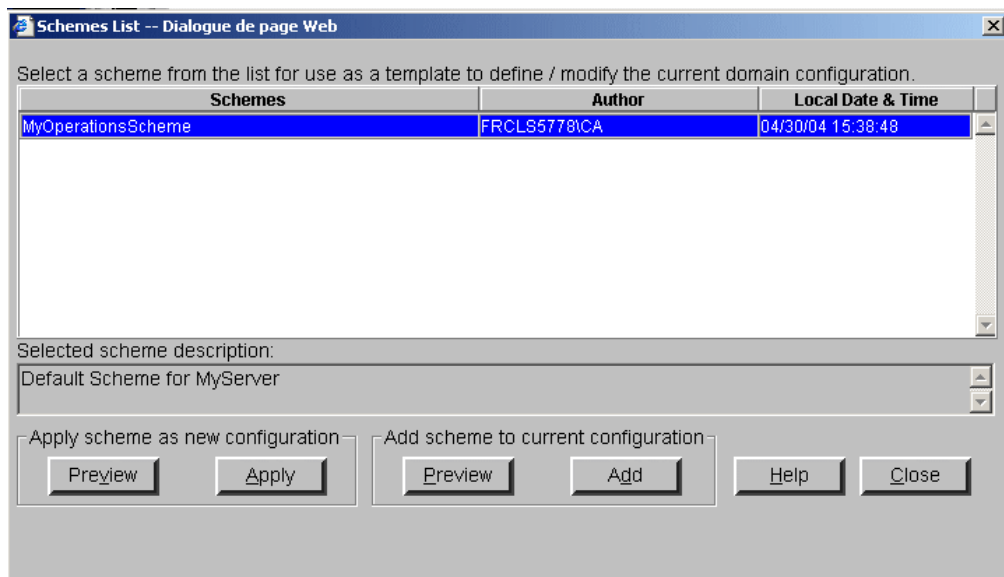 Schemes List -- Dialogue de page Web
Select a scheme from the list for use as a template to define / modify the current domain configuration.
Schemes Author Local Date & Time
MyOperationsScheme FRCLS5778\CA 04/30/04 15:38:48
Selected scheme description:
Default Scheme for MyServer
Apply scheme as new configuration Add scheme to current configuration
Preview Apply Preview Add Help Close